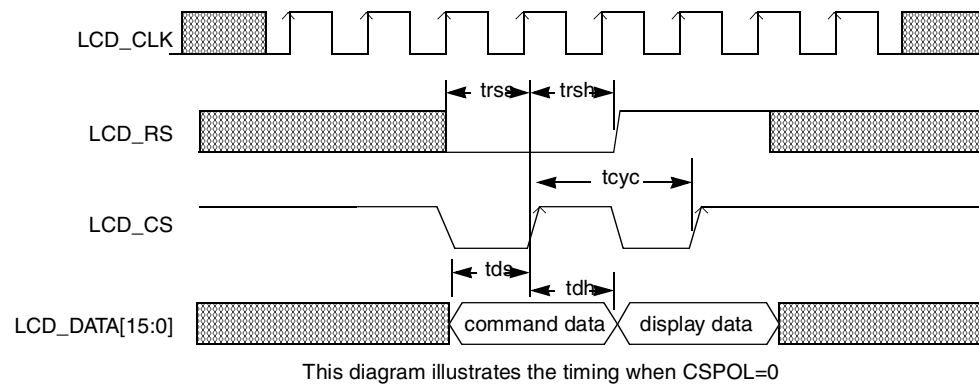 LCD_CLK
trss trsh
LCD_RS
tcyc
LCD_CS
tds
tdh
LCD_DATA[15:0] command data display data
This diagram illustrates the timing when CSPOL=0